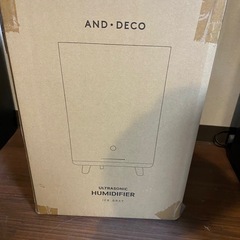 AND·DECO
ULTRASONIC
HUMIDIFIER